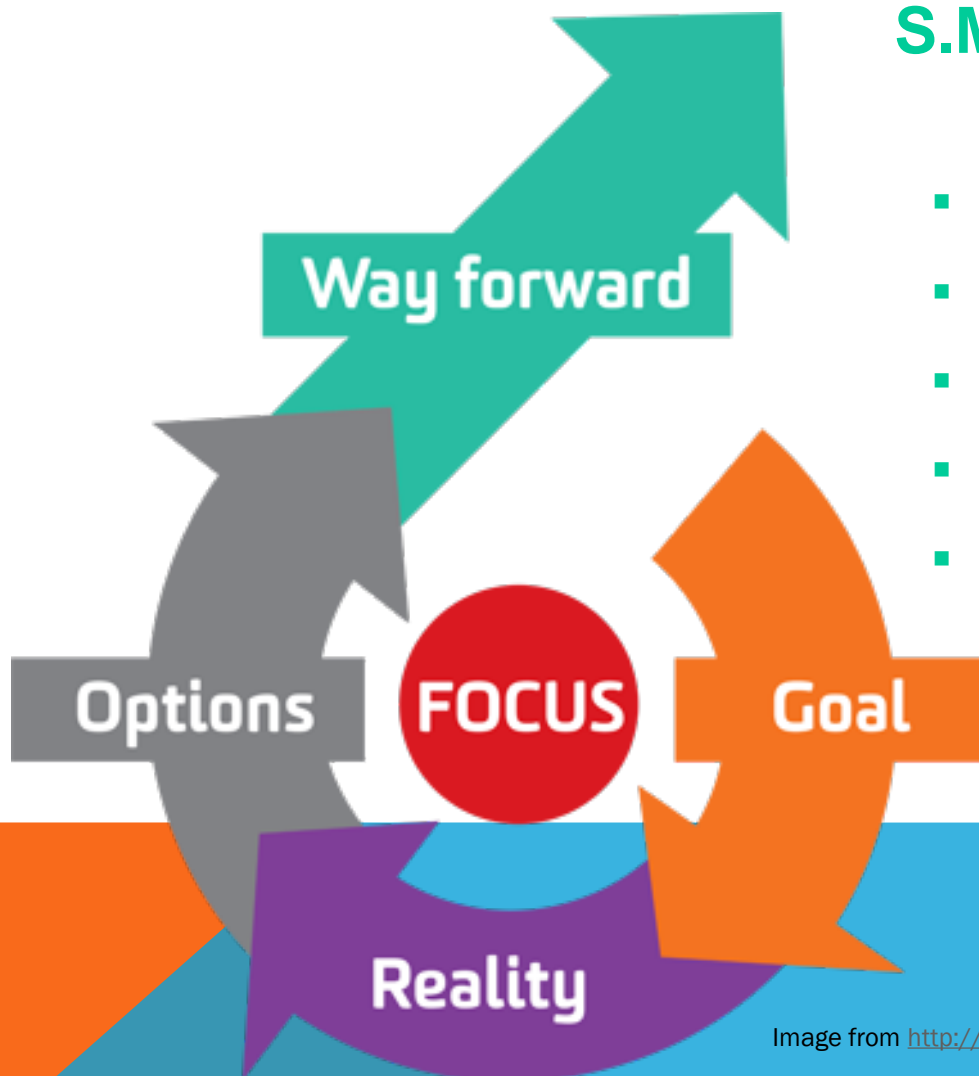 S.M
Way forward
Options
FOCUS
Goal
Reality
Image from http://